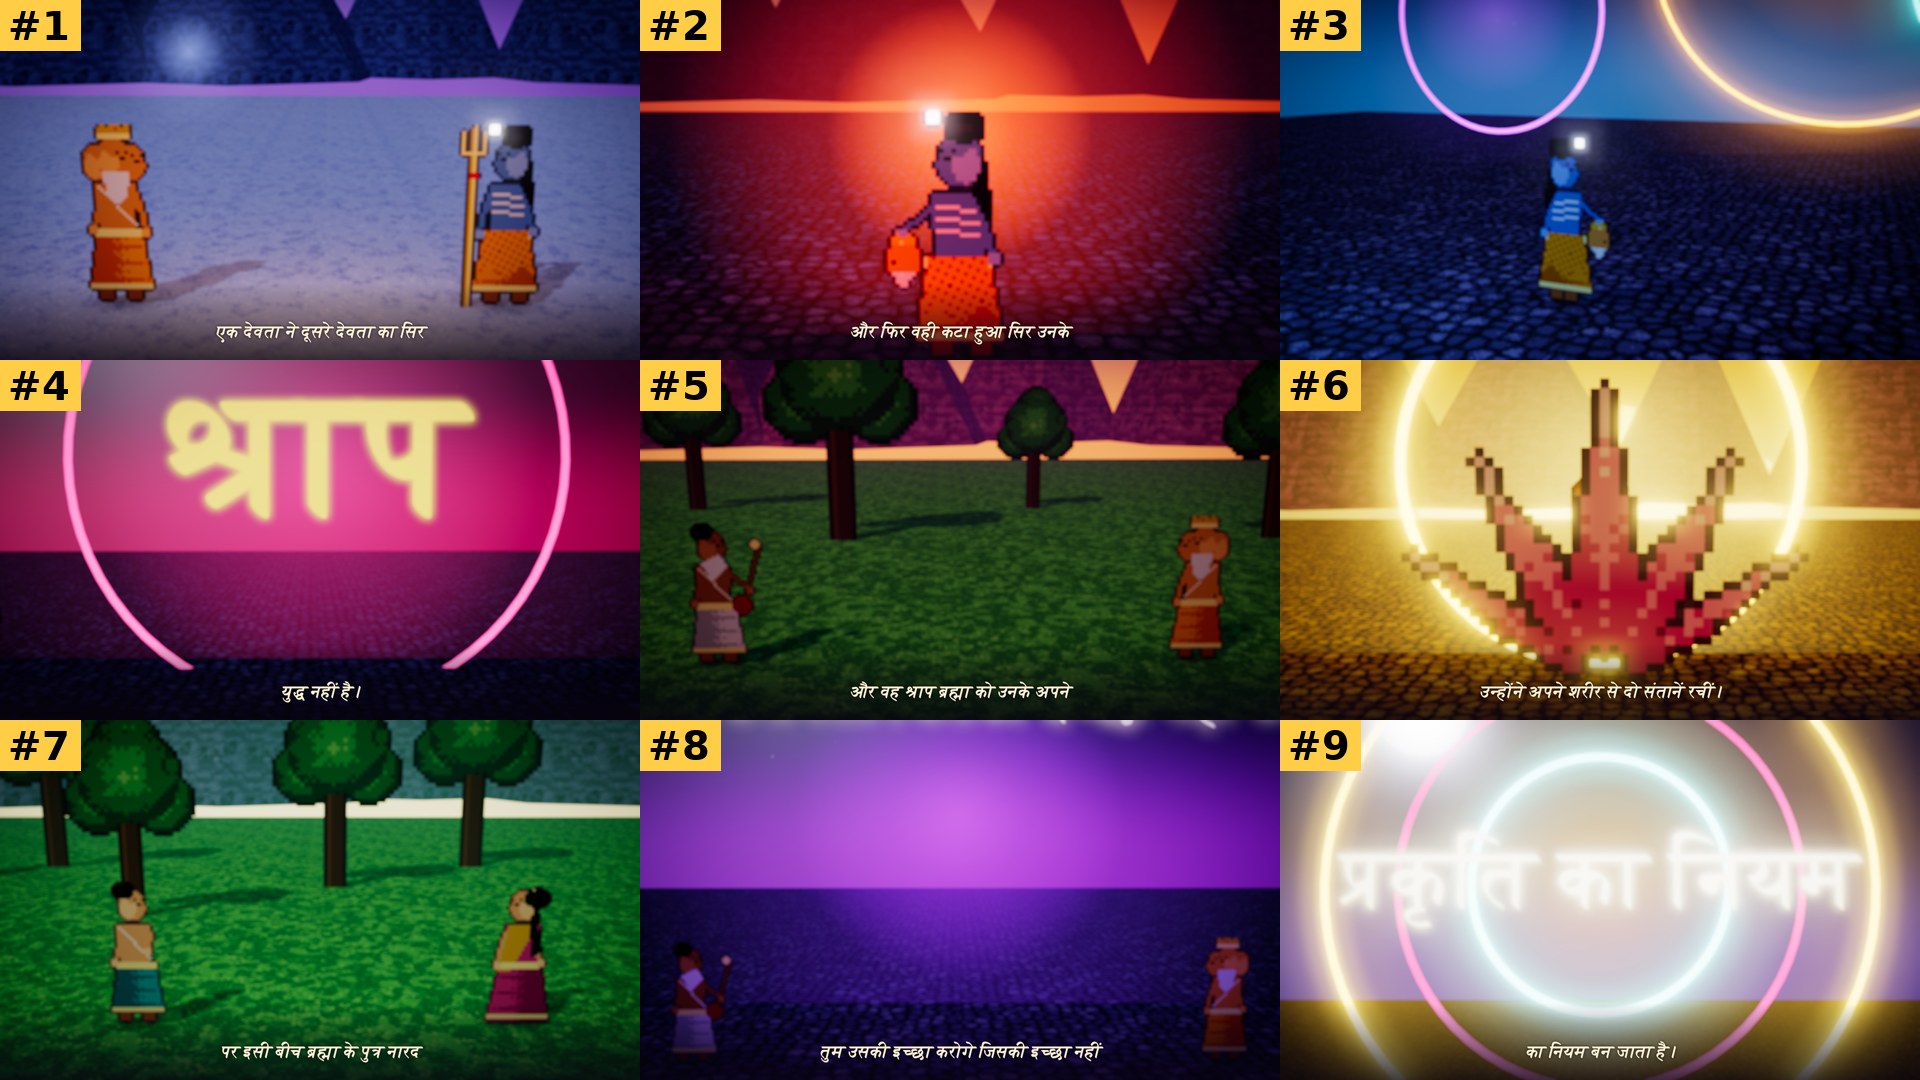 #1
एक देवता ने दूसरे देवता का सिर
#2
और फिर वही कटा हुआ सिर उनके
#3
#4
श्राप
युद्ध नहीं है।
#5
और वह श्राप ब्रह्मा को उनके अपने
#6
उन्होंने अपने शरीर से दो संतानें रचीं।
#7
पर इसी बीच ब्रह्मा के पुत्र नारद
#8
तुम उसकी इच्छा करोगे जिसकी इच्छा नहीं
#9
प्रकृति का नियम
का नियम बन जाता है।